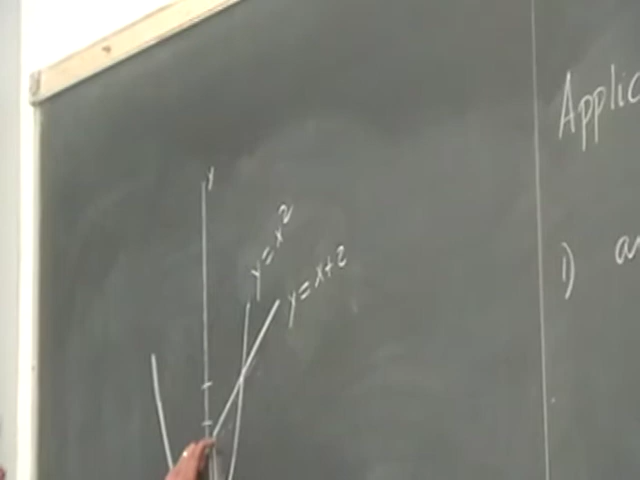 y
y = x²
y = x+2
Applic
1) a